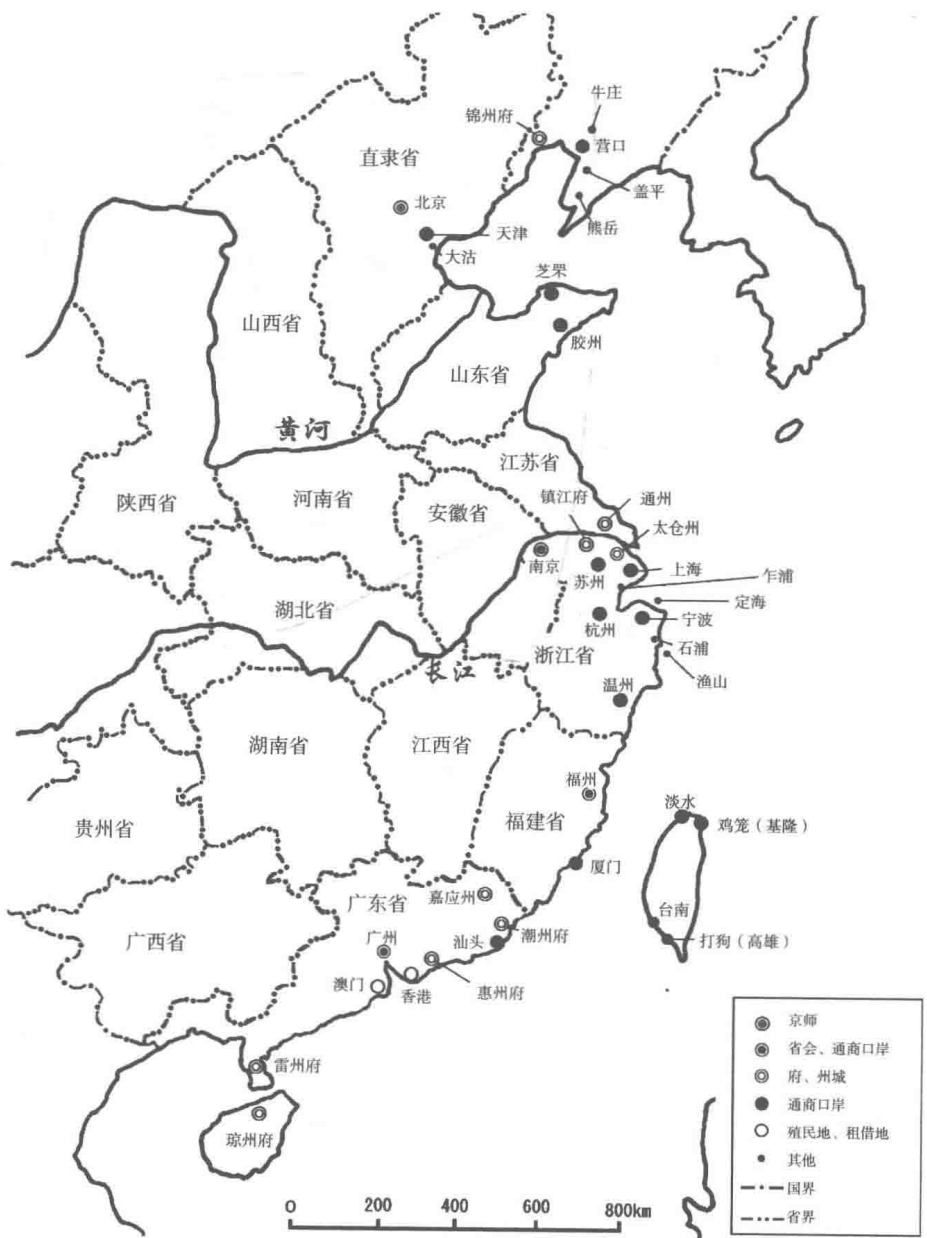 牛庄
锦州府
营口
直隶省
盖平
北京
熊岳
天津
大沽
芝罘
山西省
胶州
山东省
黄河
江苏省
陕西省
河南省
安徽省
镇江府
通州
太仓州
南京
苏州
上海
乍浦
湖北省
定海
杭州
宁波
浙江省
石浦
长江
渔山
温州
湖南省
江西省
福州
淡水
贵州省
福建省
鸡笼（基隆）
厦门
嘉应州
广东省
台南
广西省
广州
汕头
潮州府
打狗（高雄）
澳门
香港
惠州府
雷州府
琼州府
京师
省会、通商口岸
府、州城
通商口岸
殖民地、租借地
其他
国界
省界
0 200 400 600 800km